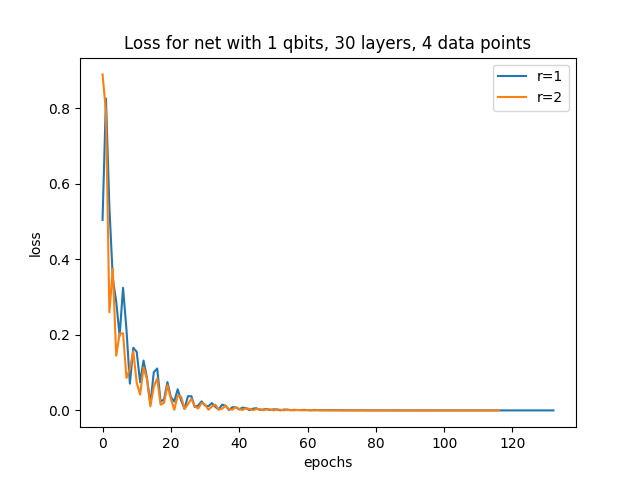 Loss for net with 1 qbits, 30 layers, 4 data points
r=1
r=2
loss
0.8
0.6
0.4
0.2
0.0
0 20 40 60 80 100 120
epochs